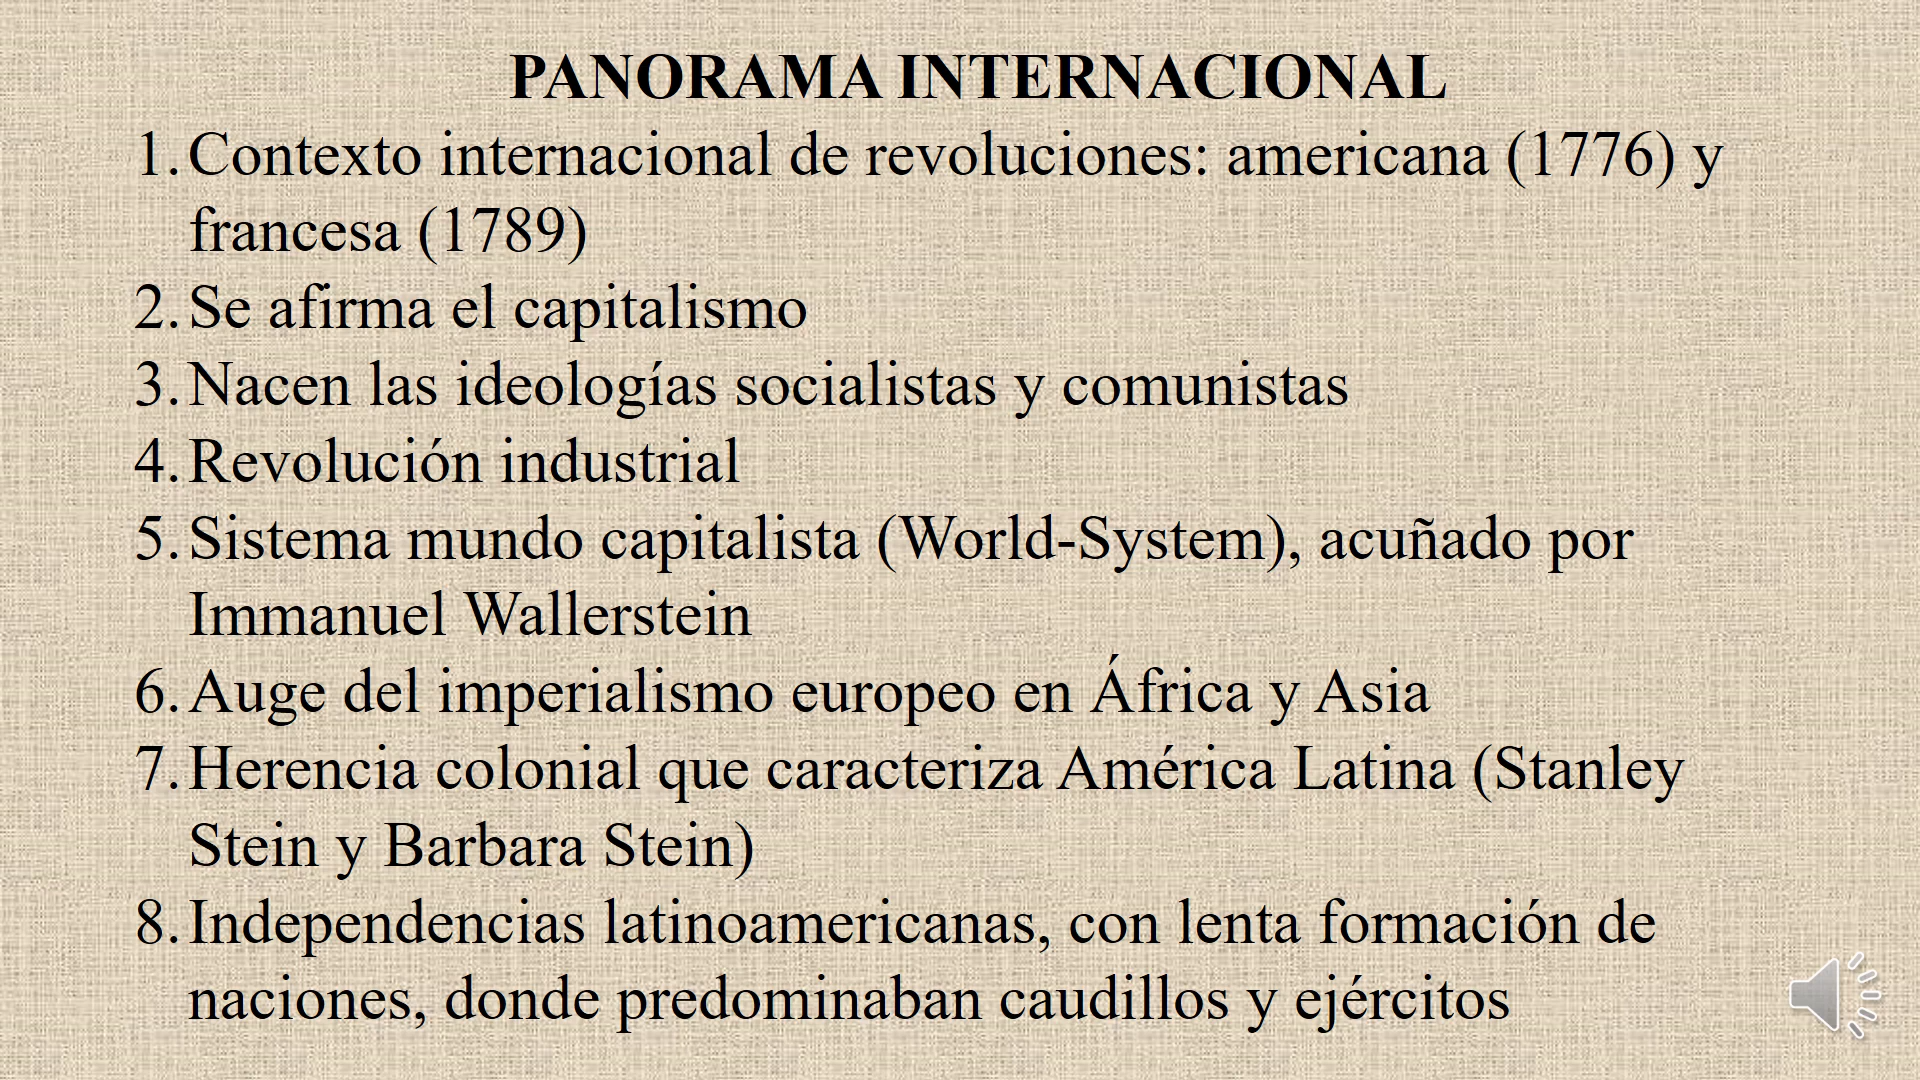 PANORAMA INTERNACIONAL
1. Contexto internacional de revoluciones: americana (1776) y
francesa (1789)
2. Se afirma el capitalismo
3. Nacen las ideologías socialistas y comunistas
4. Revolución industrial
5. Sistema mundo capitalista (World-System), acuñado por
Immanuel Wallerstein
6. Auge del imperialismo europeo en África y Asia
7. Herencia colonial que caracteriza América Latina (Stanley
Stein y Barbara Stein)
8. Independencias latinoamericanas, con lenta formación de
naciones, donde predominaban caudillos y ejércitos